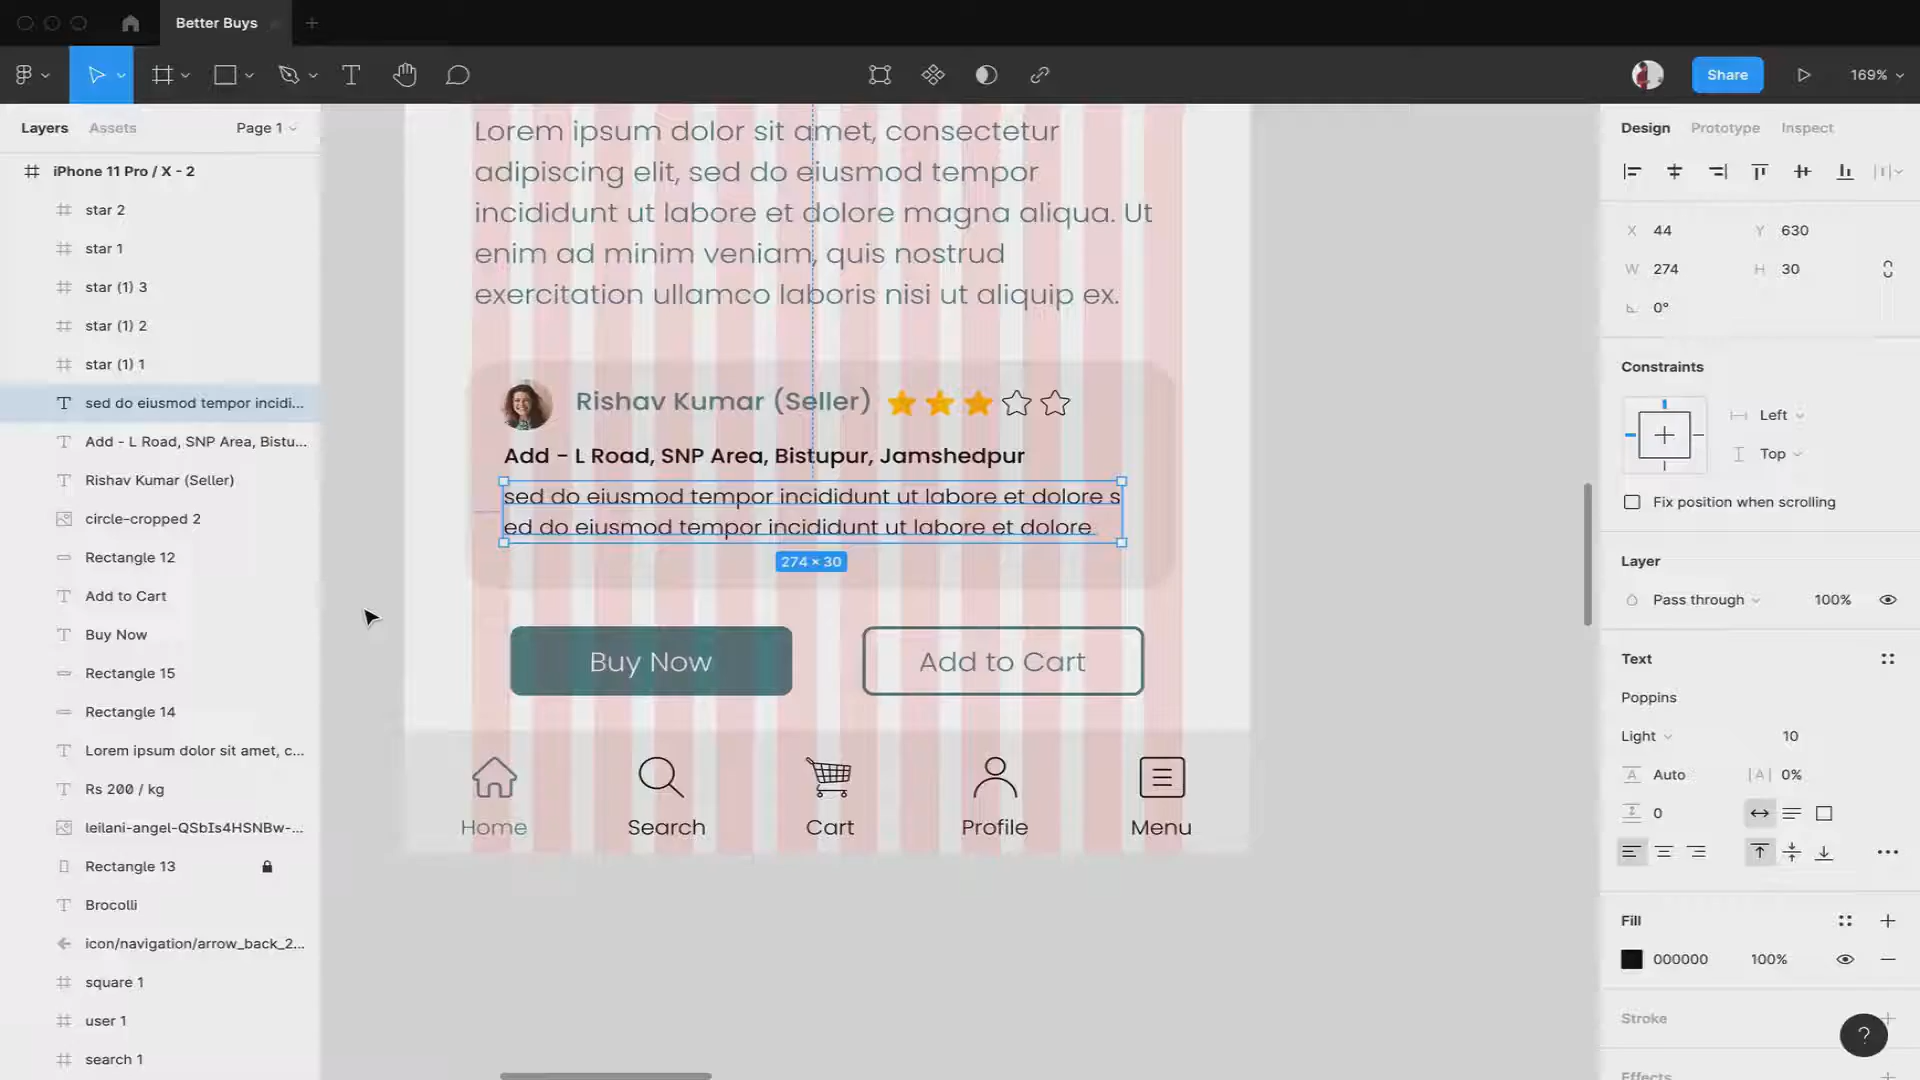 Better Buys
Share
169%
Layers
Assets
Page 1
iPhone 11 Pro / X - 2
star 2
star 1
star (1) 3
star (1) 2
star (1) 1
sed do eiusmod tempor incidi...
Add - L Road, SNP Area, Bistu...
Rishav Kumar (Seller)
circle-cropped 2
Rectangle 12
Add to Cart
Buy Now
Rectangle 15
Rectangle 14
Lorem ipsum dolor sit amet, c...
Rs 200 / kg
leilani-angel-QSbIs4HSNBw-...
Rectangle 13
Brocolli
icon/navigation/arrow_back_2...
square 1
user 1
search 1
Lorem ipsum dolor sit amet, consectetur
adipiscing elit, sed do eiusmod tempor
incididunt ut labore et dolore magna aliqua. Ut
enim ad minim veniam, quis nostrud
exercitation ullamco laboris nisi ut aliquip ex.
Rishav Kumar (Seller)
Add - L Road, SNP Area, Bistupur, Jamshedpur
sed do eiusmod tempor incididunt ut labore et dolore s
ed do eiusmod tempor incididunt ut labore et dolore
274 × 30
Buy Now
Add to Cart
Home
Search
Cart
Profile
Menu
Design
Prototype
Inspect
X 44
Y 630
W 274
H 30
0°
Constraints
Left
Top
Fix position when scrolling
Layer
Pass through
100%
Text
Poppins
Light
10
Auto
0%
0
Fill
000000
100%
Stroke
?
Effects